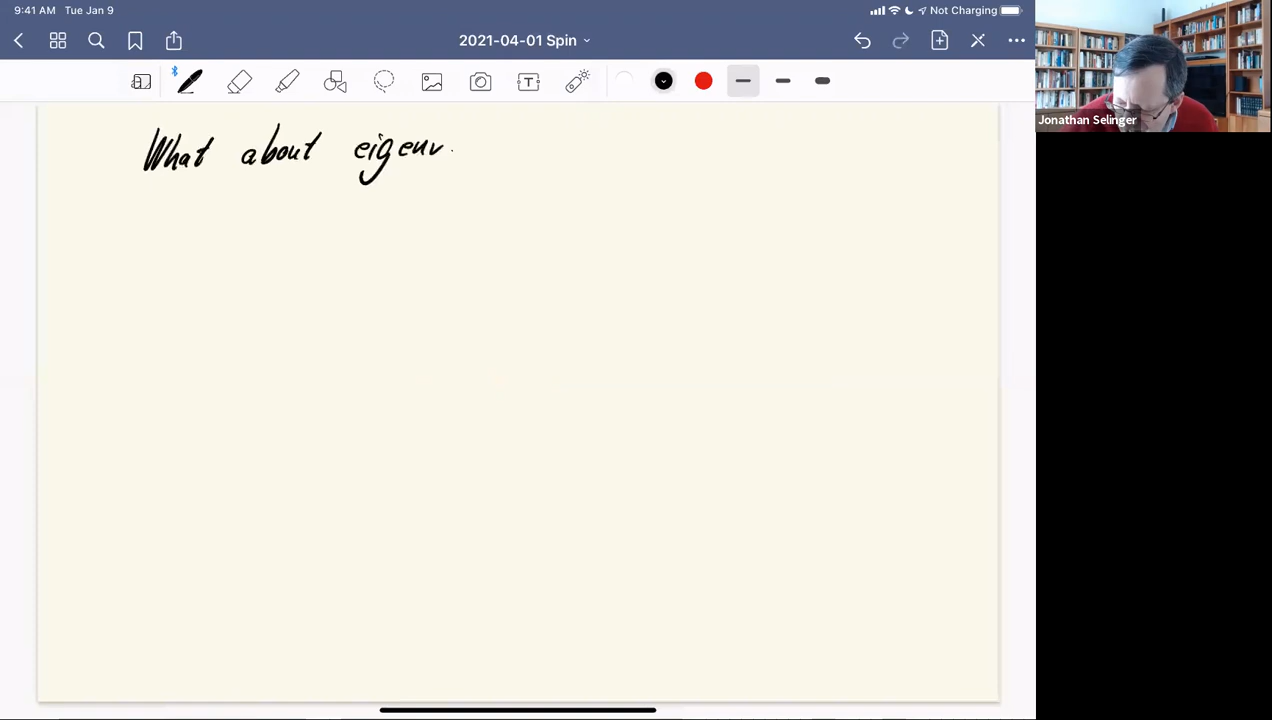 9:41 AM Tue Jan 9
Not Charging
2021-04-01 Spin
T
Jonathan Selinger
What about eigenv